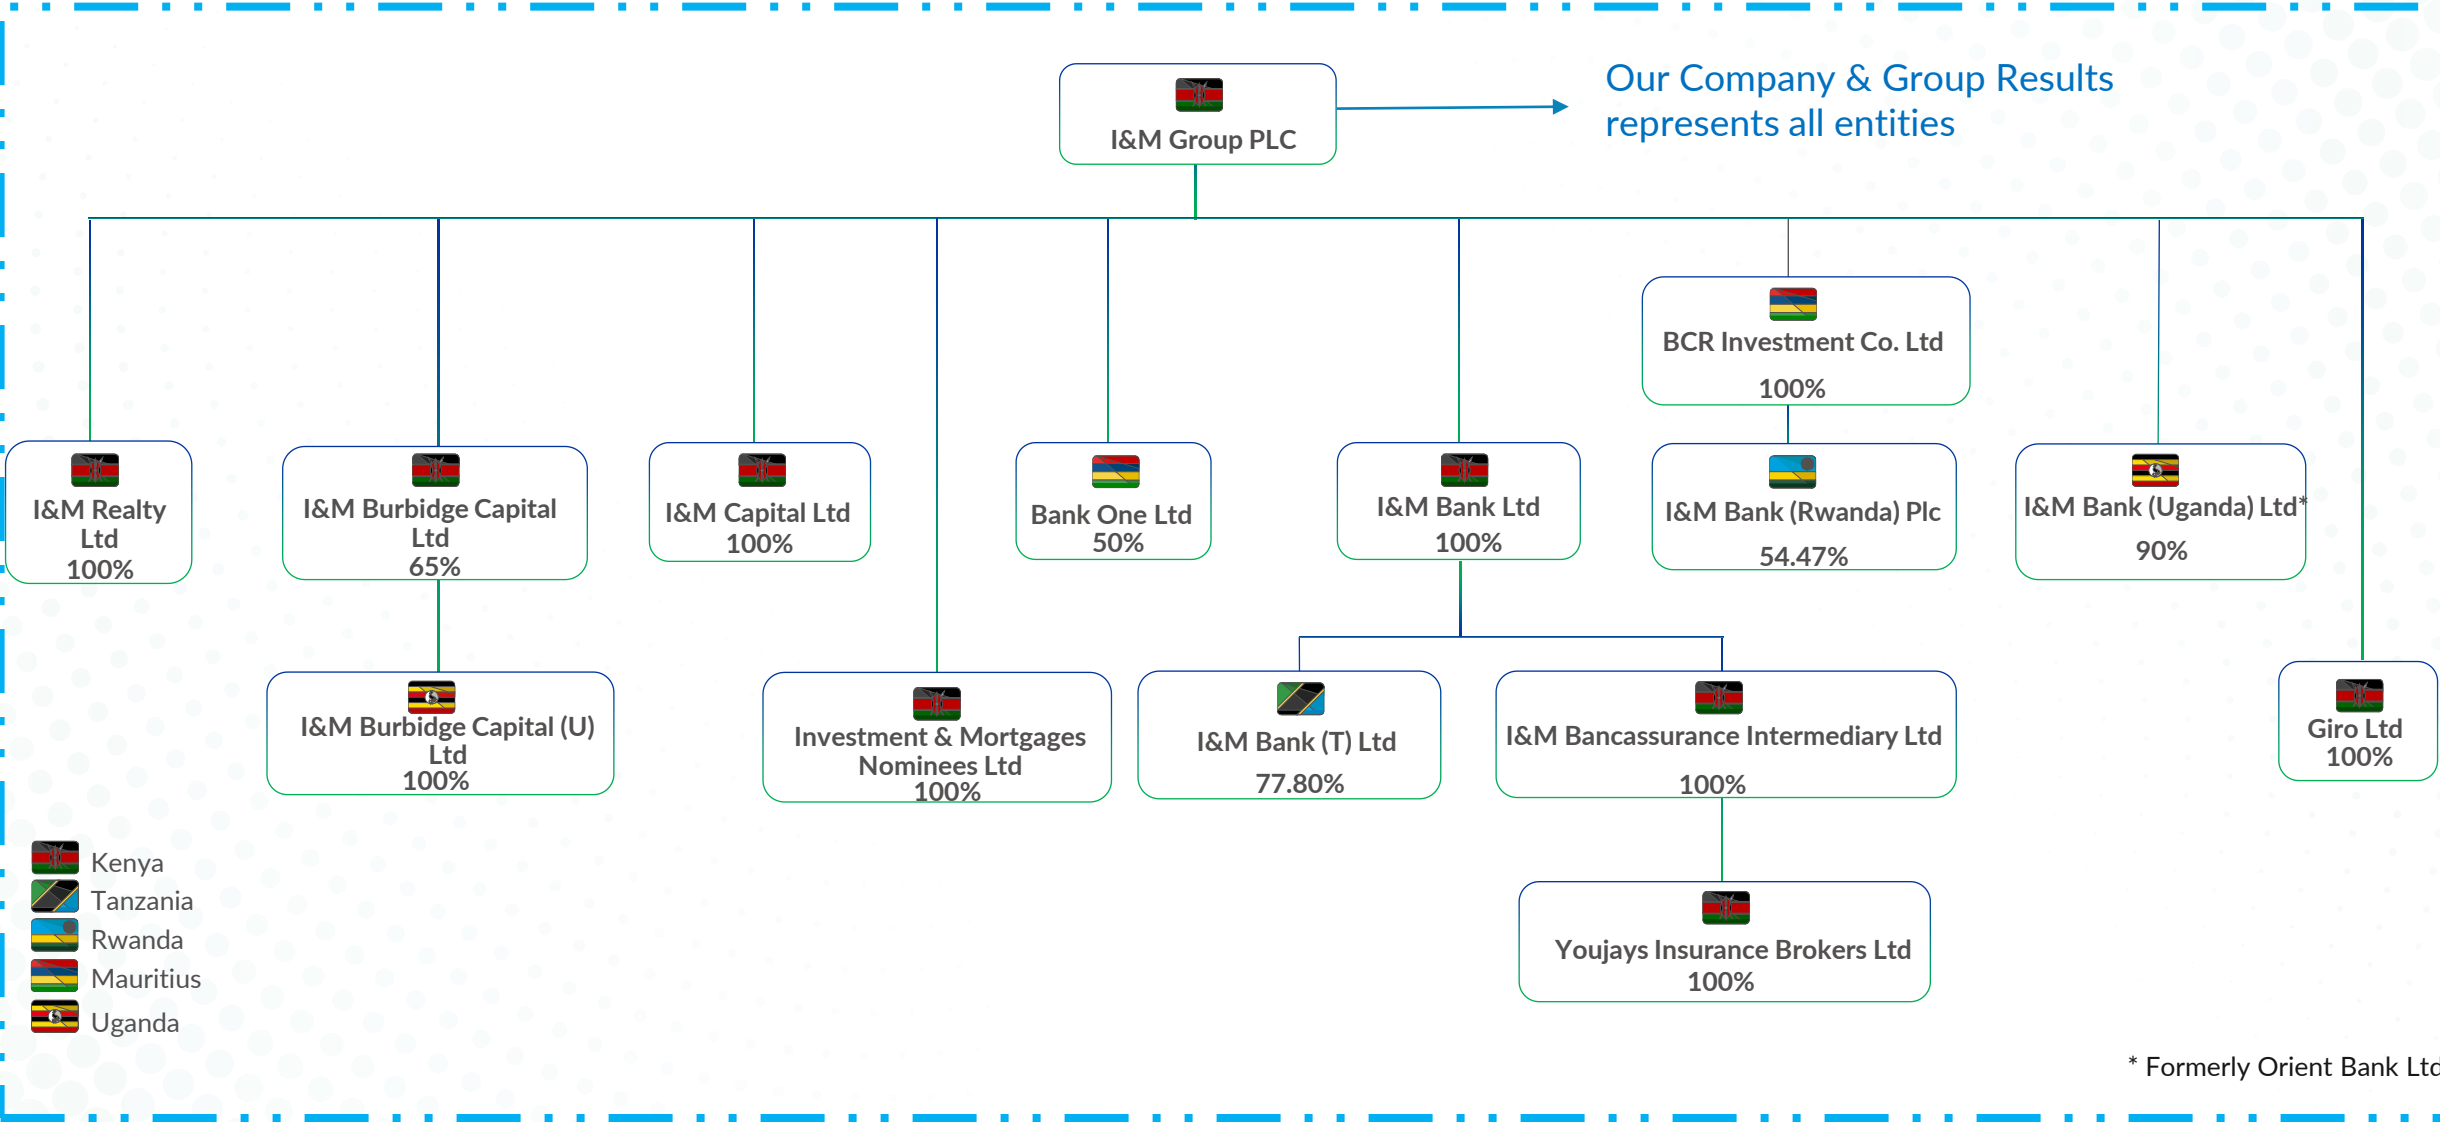 Our Company & Group Results
represents all entities
I&M Group PLC
BCR Investment Co. Ltd
100%
I&M Realty
Ltd
100%
I&M Burbidge Capital
Ltd
65%
I&M Capital Ltd
100%
Bank One Ltd
50%
I&M Bank Ltd
100%
I&M Bank (Rwanda) Plc
54.47%
I&M Bank (Uganda) Ltd*
90%
I&M Burbidge Capital (U)
Ltd
100%
Investment & Mortgages
Nominees Ltd
100%
I&M Bank (T) Ltd
77.80%
I&M Bancassurance Intermediary Ltd
100%
Giro Ltd
100%
Youjays Insurance Brokers Ltd
100%
Kenya
Tanzania
Rwanda
Mauritius
Uganda
* Formerly Orient Bank Ltd